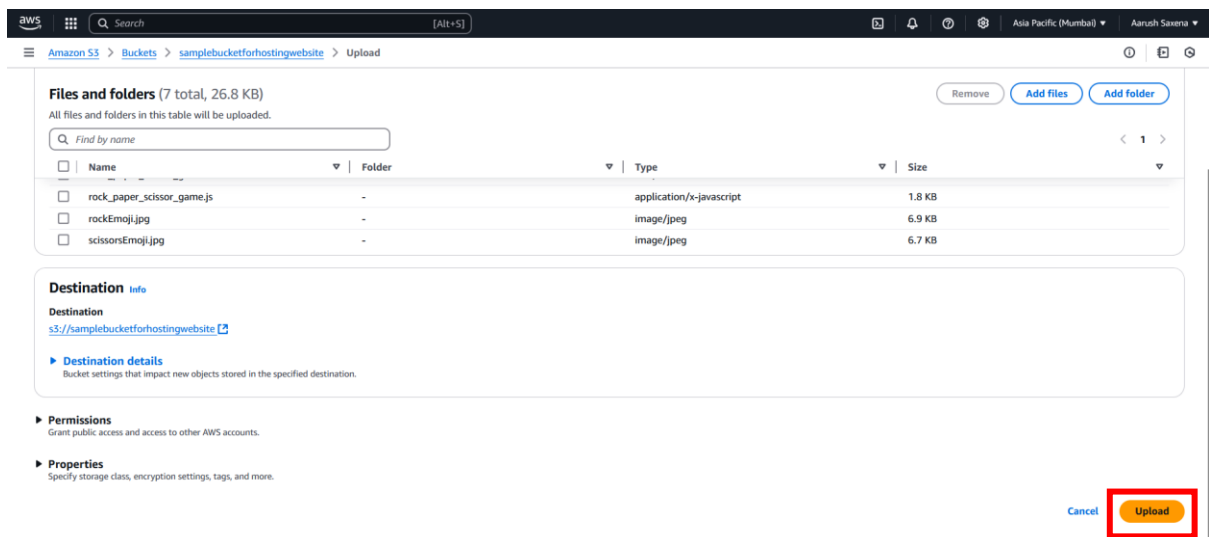 aws Search [Alt+S] Asia Pacific (Mumbai) ▼ Aarush Saxena ▼
Amazon S3 > Buckets > samplebucketforhostingwebsite > Upload
Files and folders (7 total, 26.8 KB) Remove Add files Add folder
All files and folders in this table will be uploaded.
Find by name < 1 >
Name Folder Type Size
rock_paper_scissor_game.js - application/x-javascript 1.8 KB
rockEmoji.jpg - image/jpeg 6.9 KB
scissorsEmoji.jpg - image/jpeg 6.7 KB
Destination Info
Destination
s3://samplebucketforhostingwebsite
Destination details
Bucket settings that impact new objects stored in the specified destination.
Permissions
Grant public access and access to other AWS accounts.
Properties
Specify storage class, encryption settings, tags, and more.
Cancel Upload